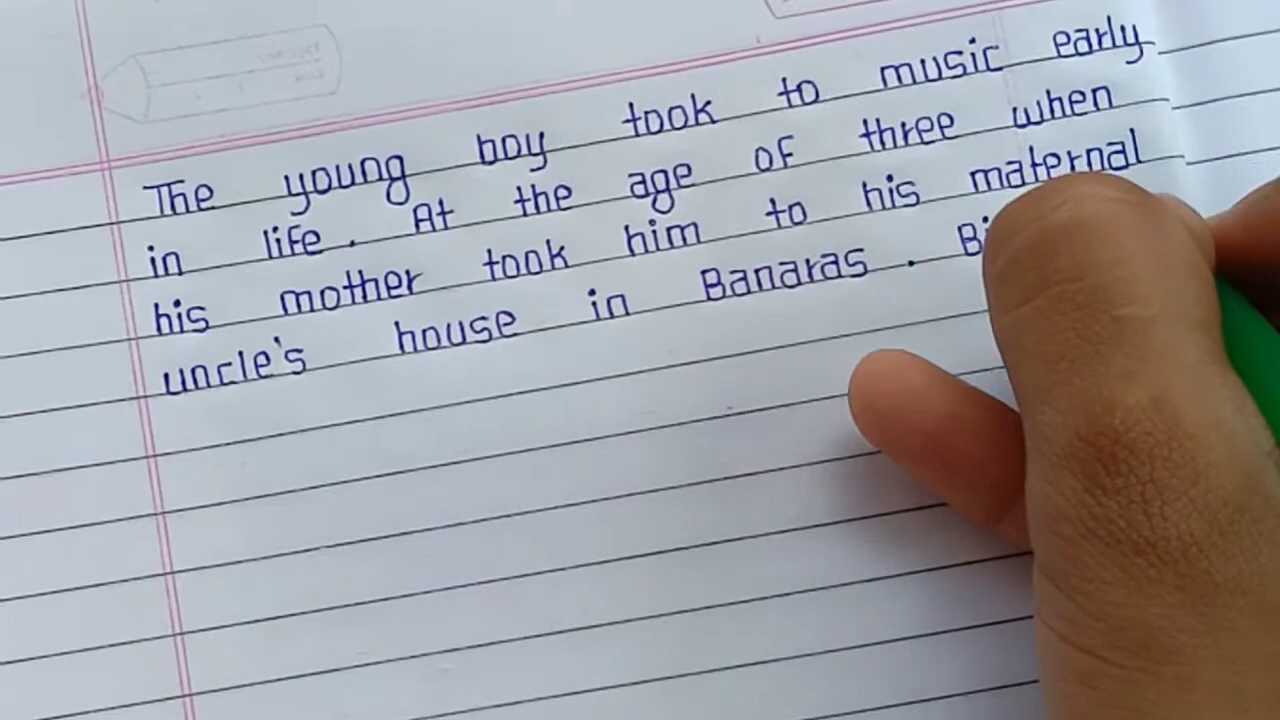 The young boy took to music early
in life. At the age of three when
his mother took him to his maternal
uncle's house in Banaras. Bi